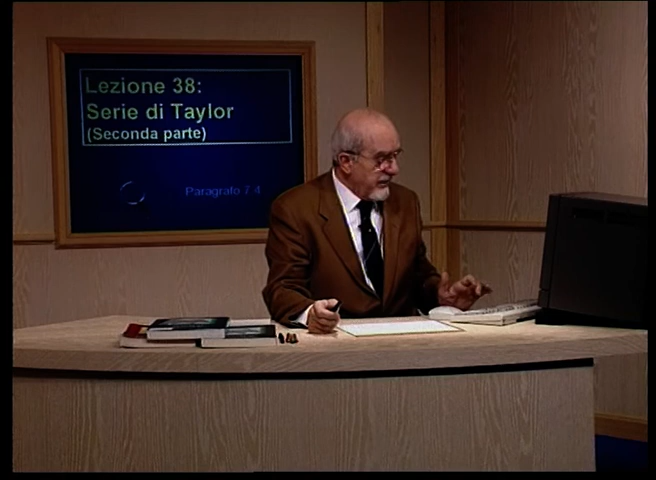 Lezione 38:
Serie di Taylor
(Seconda parte)
Paragrafo 7.4